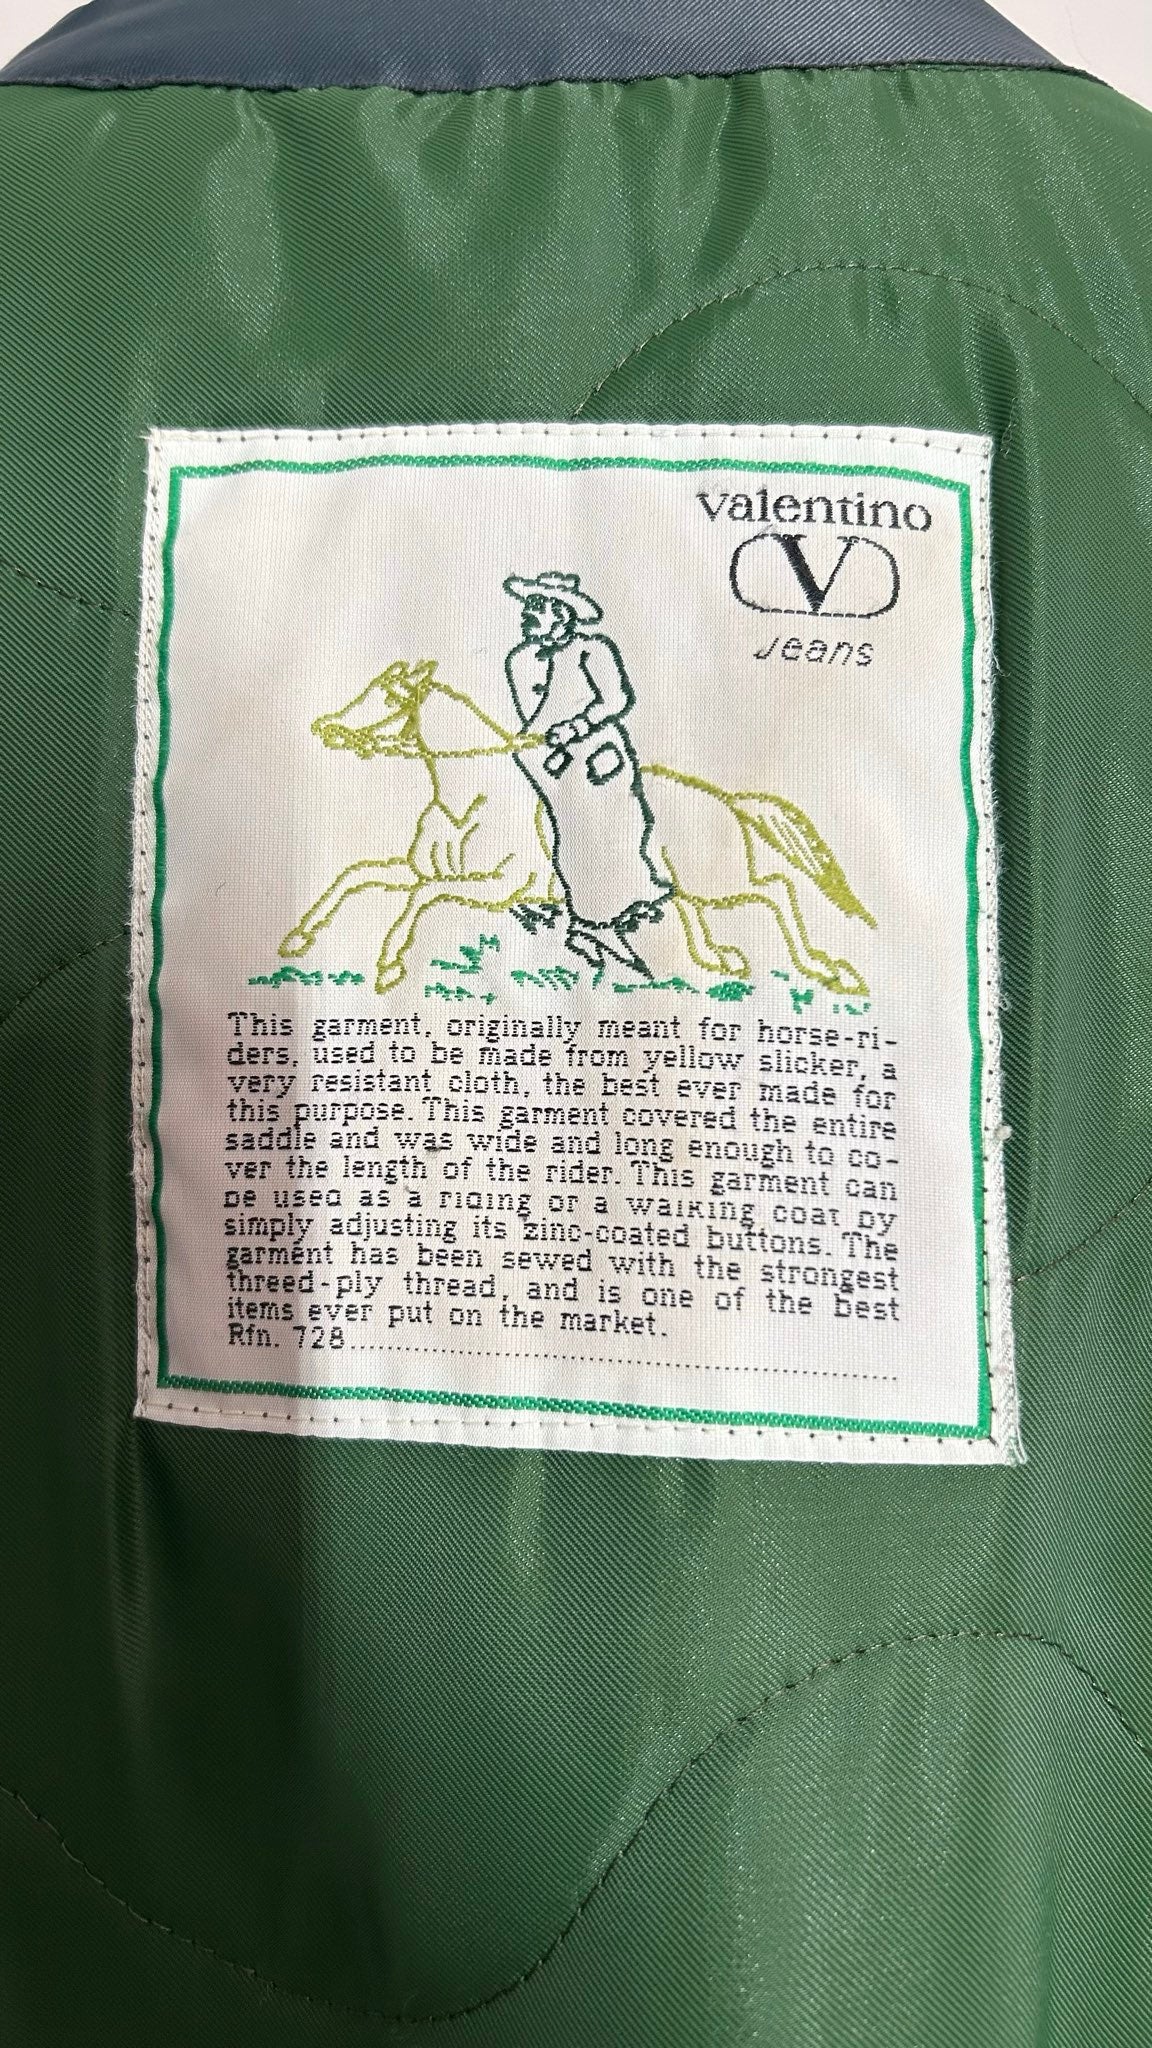 valentino
V
Jeans
This garment, originally meant for horse-ri-
ders, used to be made from yellow slicker, a
very resistant cloth, the best ever made for
this purpose. This garment covered the entire
saddle and was wide and long enough to co-
ver the length of the rider. This garment can
be used as a riding or a walking coat by
simply adjusting its zinc-coated buttons. The
garment has been sewed with the strongest
threed-ply thread, and is one of the best
items ever put on the market.
Rfn. 728..........................................................